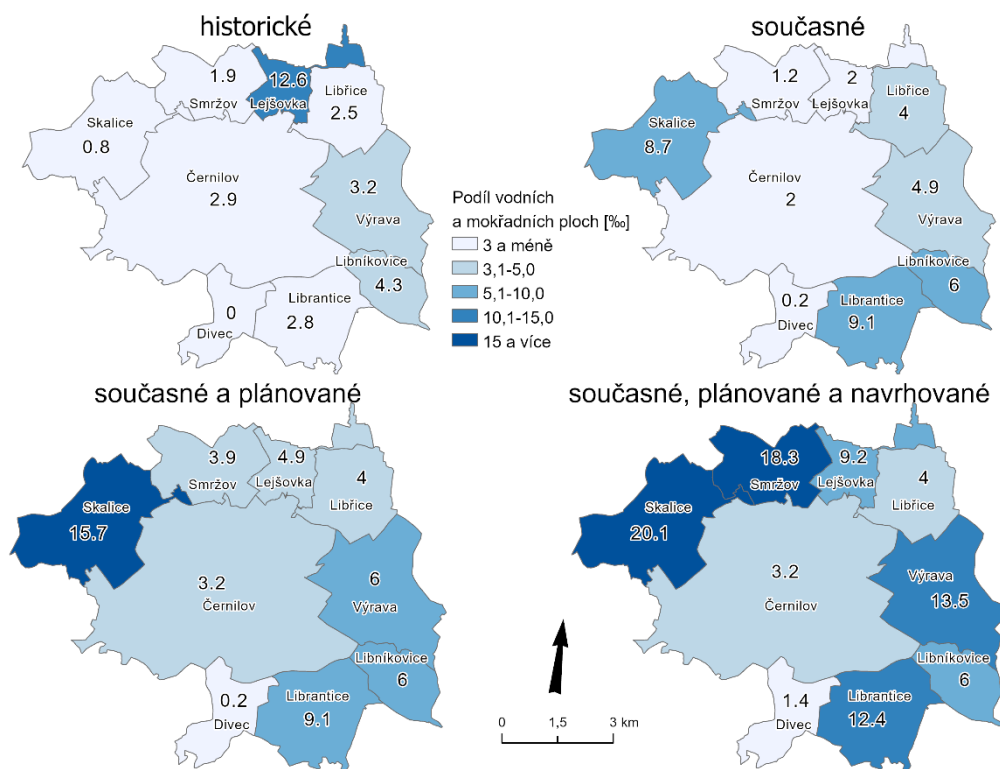 historické
1.9
Smržov
12.6
Lejšovka
Libřice
2.5
Skalice
0.8
Černilov
2.9
3.2
Výrava
Libníkovice
4.3
0
Divec
Librantice
2.8
současné
1.2
Smržov
2
Lejšovka
Libřice
4
Skalice
8.7
Černilov
2
4.9
Výrava
Libníkovice
6
0.2
Divec
Librantice
9.1
Podíl vodních
a mokřadních ploch [‰]
3 a méně
3,1-5,0
5,1-10,0
10,1-15,0
15 a více
současné a plánované
3.9
Smržov
4.9
Lejšovka
4
Libřice
Skalice
15.7
3.2
Černilov
6
Výrava
Libníkovice
6
0.2
Divec
Librantice
9.1
současné, plánované a navrhované
18.3
Smržov
9.2
Lejšovka
4
Libřice
Skalice
20.1
3.2
Černilov
Výrava
13.5
Libníkovice
6
1.4
Divec
Librantice
12.4
0 1,5 3 km